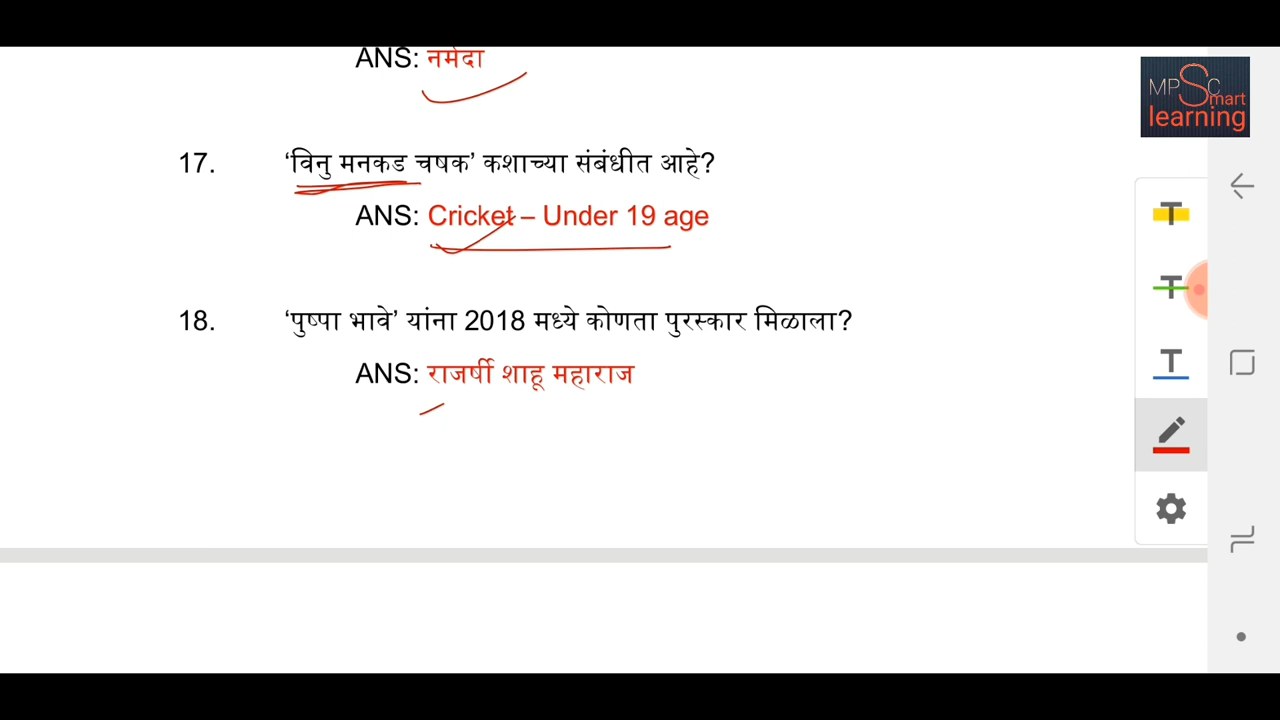 ANS: नर्मदा
MPSC
Smart
learning
17. ‘विनु मनकड चषक’ कशाच्या संबंधीत आहे?
ANS: Cricket – Under 19 age
18. ‘पुष्पा भावे’ यांना 2018 मध्ये कोणता पुरस्कार मिळाला?
ANS: राजर्षी शाहू महाराज
T
T
T